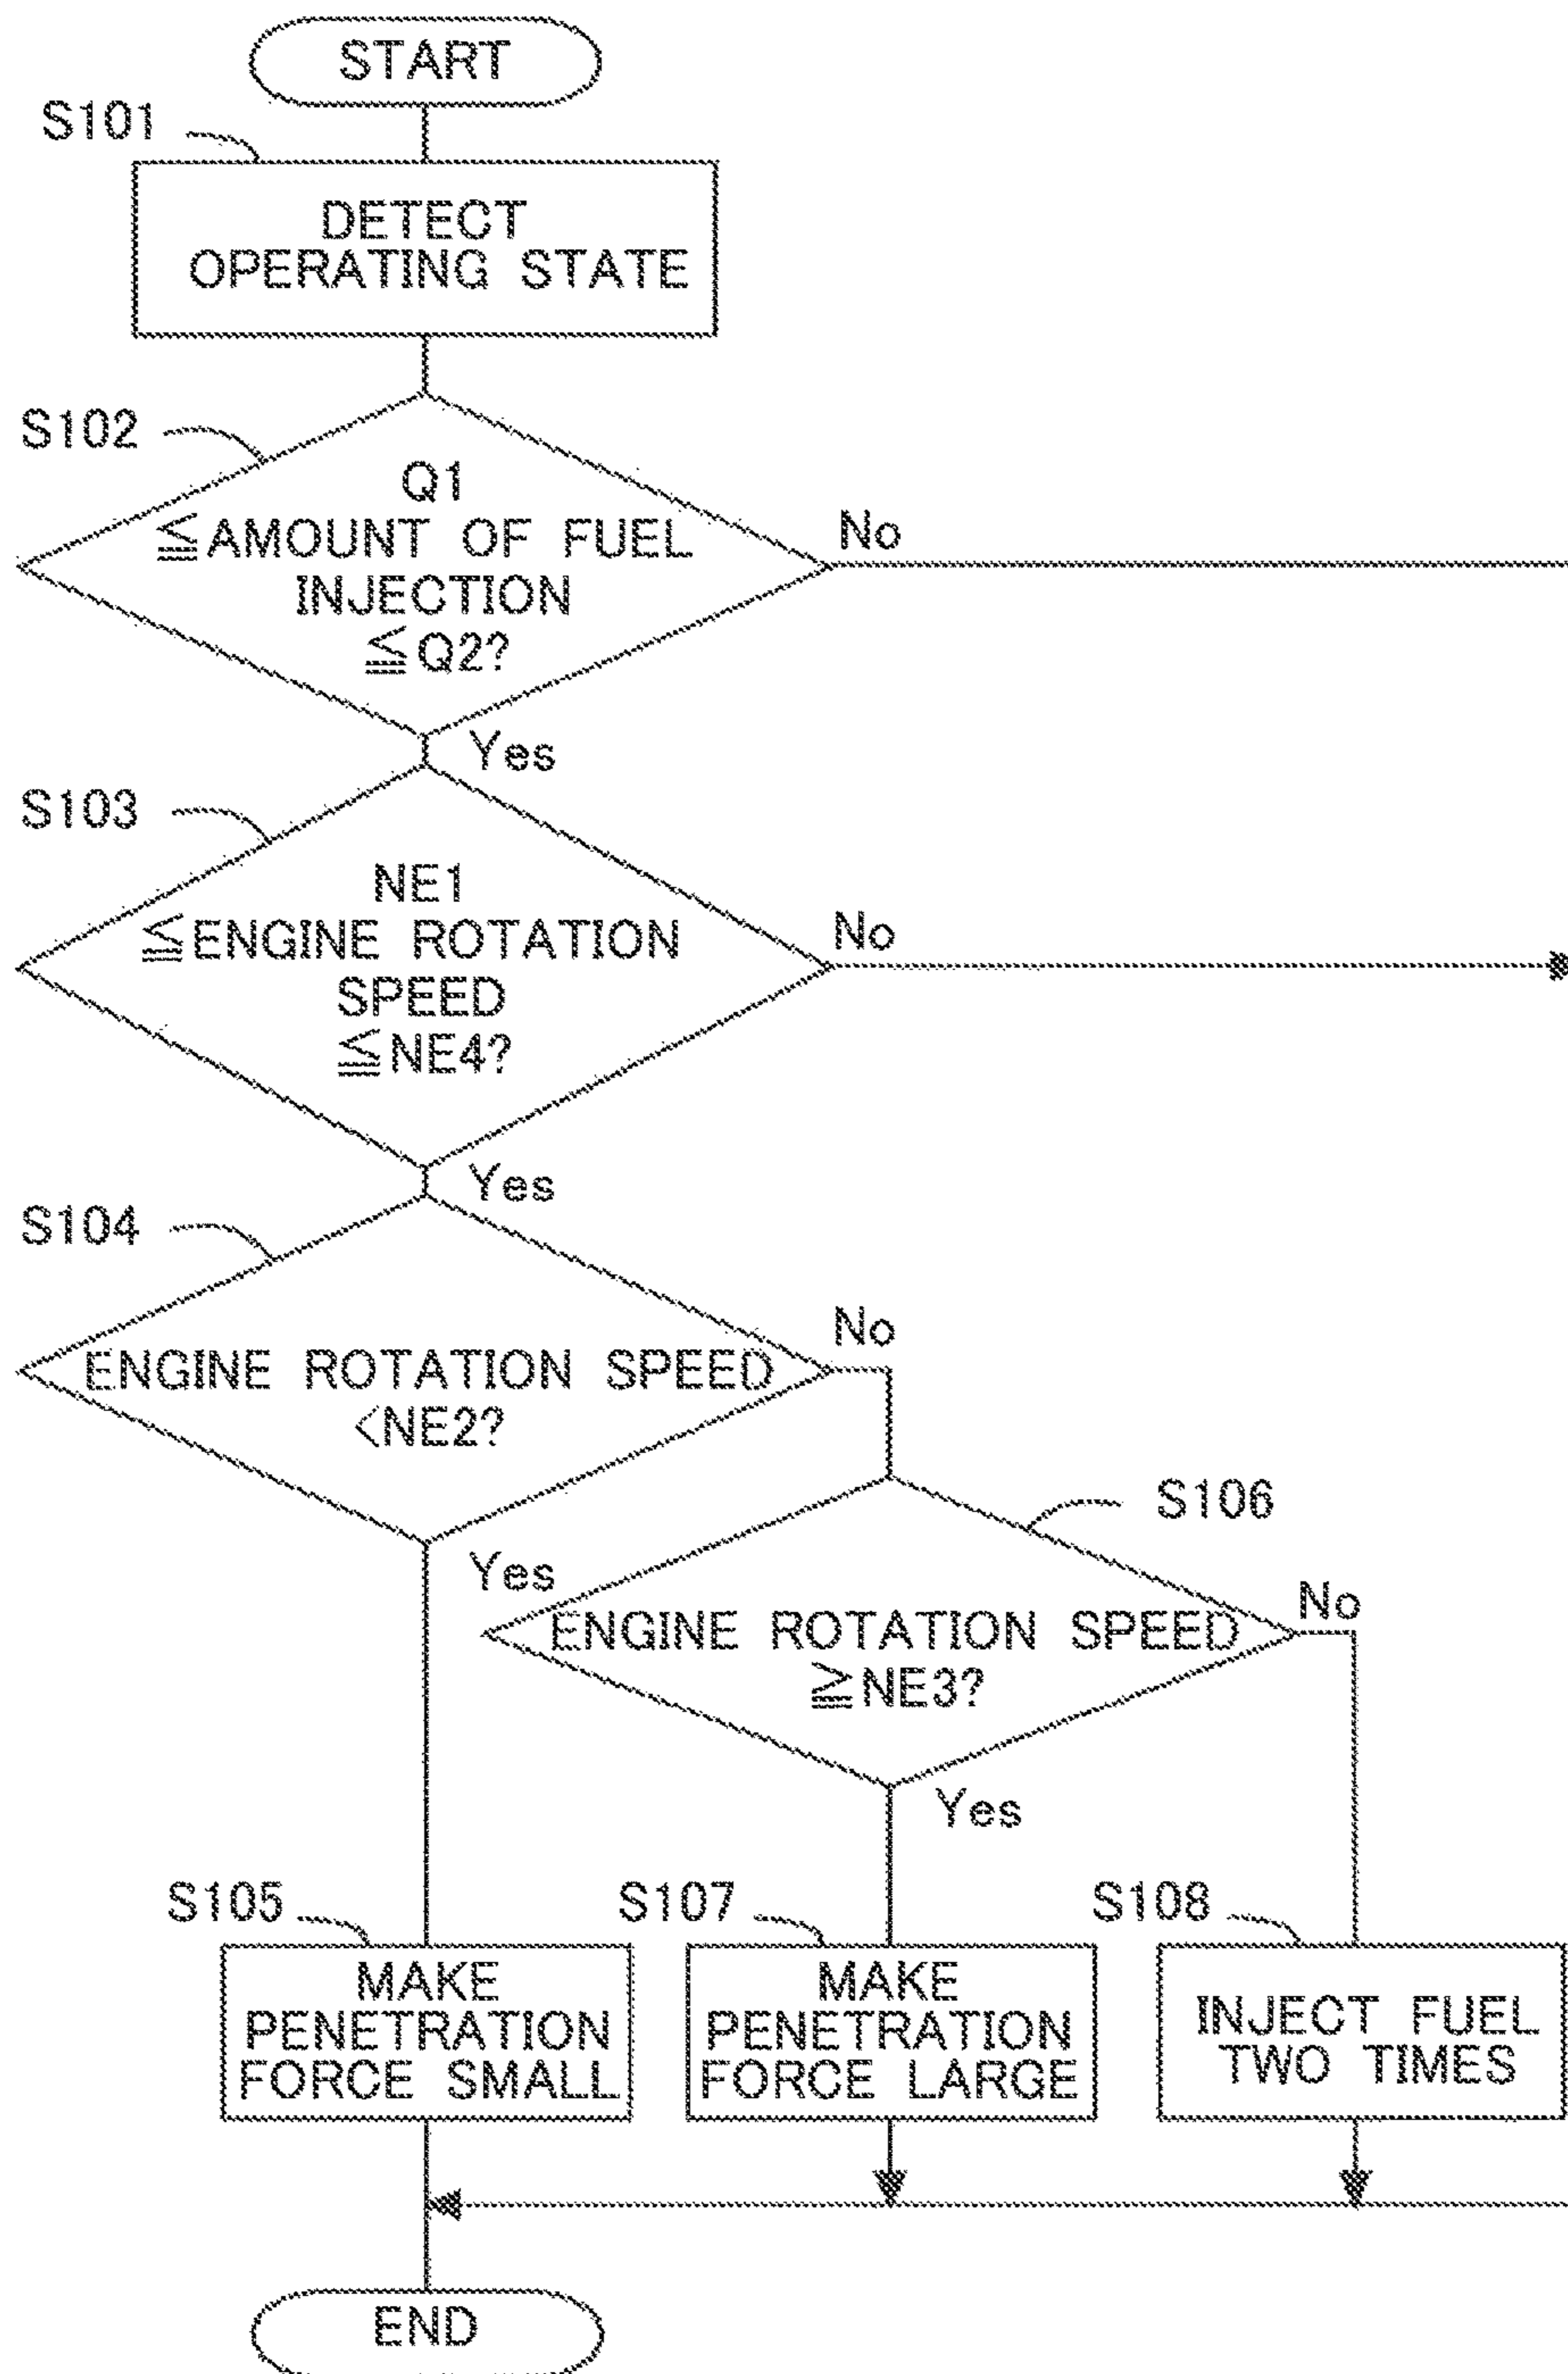 START
S101
DETECT
OPERATING STATE
S102
Q1
≦AMOUNT OF FUEL
INJECTION
≦Q2?
No
Yes
S103
NE1
≦ENGINE ROTATION
SPEED
≦NE4?
No
Yes
S104
ENGINE ROTATION SPEED
<NE2?
No
Yes
S106
ENGINE ROTATION SPEED
≧NE3?
No
Yes
S105
MAKE
PENETRATION
FORCE SMALL
S107
MAKE
PENETRATION
FORCE LARGE
S108
INJECT FUEL
TWO TIMES
END